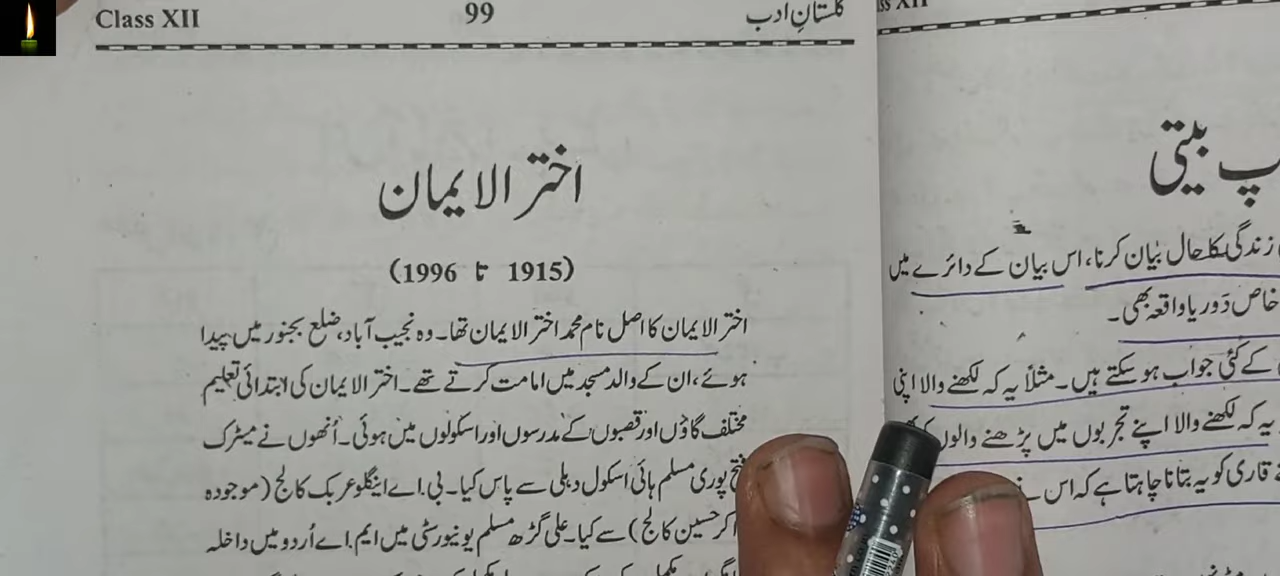 Class XII 99 گلستانِ ادب
اختر الایمان
(1915 تا 1996)
اختر الایمان کا اصل نام محمد اختر الایمان تھا۔ وہ نجیب آباد، ضلع بجنور میں پیدا
ہوئے، ان کے والد مسجد میں امامت کرتے تھے۔ اختر الایمان کی ابتدائی تعلیم
مختلف گاؤں اور قصبوں کے مدرسوں اور اسکولوں میں ہوئی۔ اُنھوں نے میٹرک
فتح پوری مسلم ہائی اسکول دہلی سے پاس کیا۔ بی.اے اینگلو عربک کالج (موجودہ
ذاکر حسین کالج) سے کیا۔ علی گڑھ مسلم یونیورسٹی میں ایم.اے اُردو میں داخلہ
ss XII
پ بیتی
زندگی کا حال بیان کرنا، اس بیان کے دائرے میں
خاص دَور یا واقعہ بھی۔
کے کئی جواب ہو سکتے ہیں۔ مثلاً یہ کہ لکھنے والا اپنی
یہ کہ لکھنے والا اپنے تجربوں میں پڑھنے والوں کو
قاری کو یہ بتانا چاہتا ہے کہ اس نے